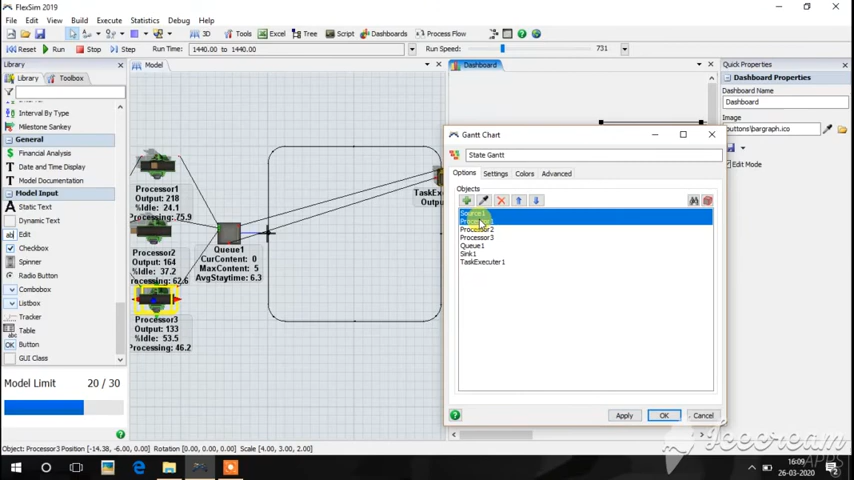 FlexSim 2019
File Edit View Build Execute Statistics Debug Help
3D Tools Excel Tree Script Dashboards Process Flow
Reset Run Stop Step Run Time: 1440.00 to 1440.00 Run Speed: 731
Library
Library Toolbox
Interval By Type
Milestone Sankey
General
Financial Analysis
Date and Time Display
Model Documentation
Model Input
Static Text
Dynamic Text
Edit
Checkbox
Spinner
Radio Button
Combobox
Listbox
Tracker
Table
OK Button
GUI Class
Model Limit 20 / 30
Model
Processor1
Output: 218
%Idle: 24.1
Processing: 75.9
Processor2
Output: 164
%Idle: 37.2
Processing: 62.6
Processor3
Output: 133
%Idle: 53.5
Processing: 46.2
Queue1
CurContent: 0
MaxContent: 5
AvgStaytime: 6.3
TaskExe
Outpu
Dashboard
Gantt Chart
State Gantt
Options Settings Colors Advanced
Objects
Source1
Processor1
Processor2
Processor3
Queue1
Sink1
TaskExecuter1
Apply OK Cancel
Quick Properties
Dashboard Properties
Dashboard Name
Dashboard
Image
buttons\bargraph.ico
Edit Mode
Object: Processor3 Position [-14.38, -6.00, 0.00] Rotation [0.00, 0.00, 0.00] Scale [4.00, 3.00, 2.00]
Icecream
APPS
16:09
26-03-2020